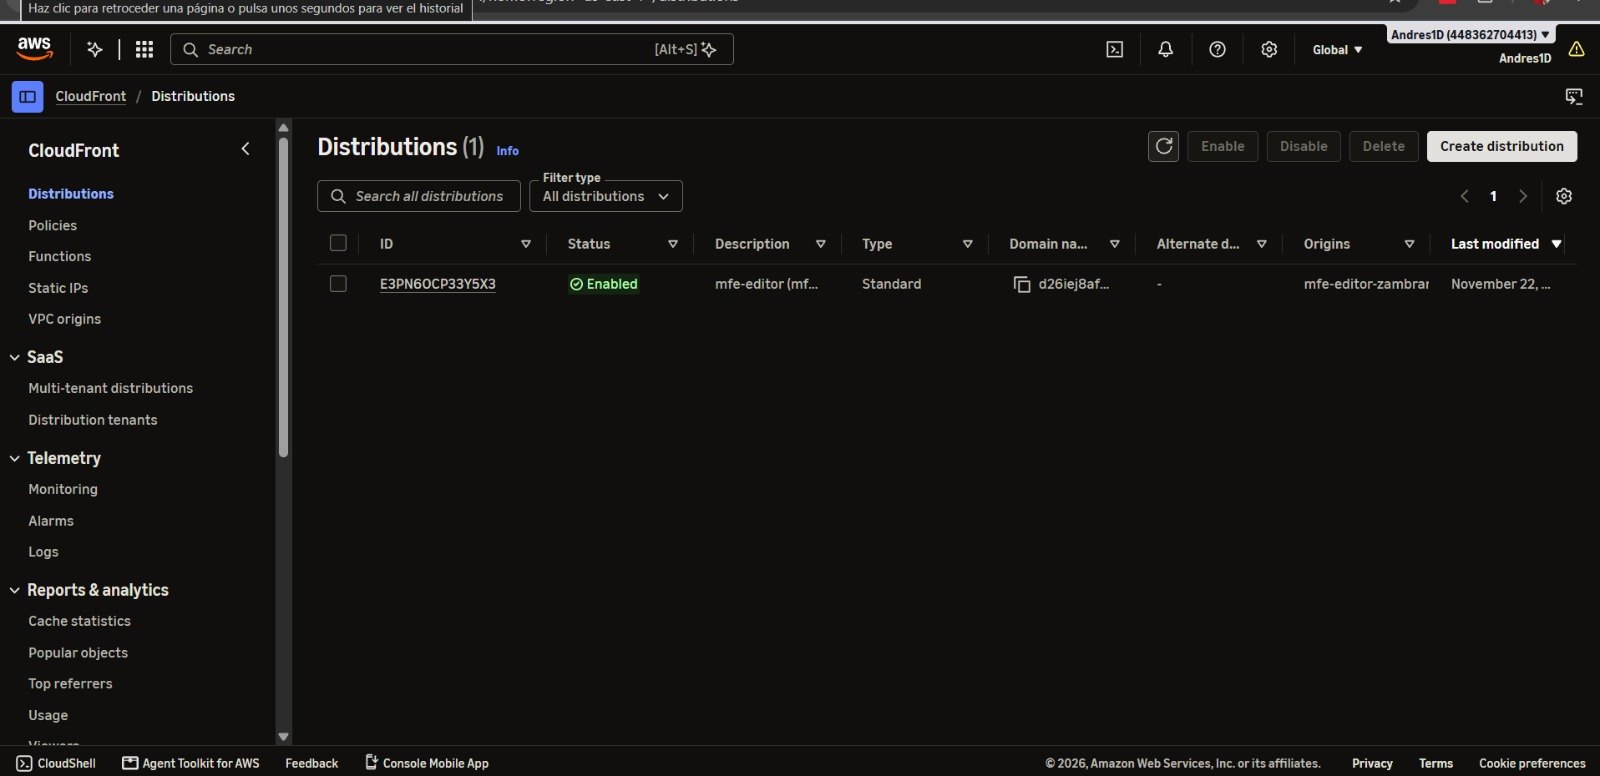 Haz clic para retroceder una página o pulsa unos segundos para ver el historial
aws
Search [Alt+S]
Global
Andres1D (448362704413)
Andres1D
CloudFront / Distributions
CloudFront
Distributions
Policies
Functions
Static IPs
VPC origins
SaaS
Multi-tenant distributions
Distribution tenants
Telemetry
Monitoring
Alarms
Logs
Reports & analytics
Cache statistics
Popular objects
Top referrers
Usage
Distributions (1) Info
Enable Disable Delete Create distribution
Search all distributions
Filter type
All distributions
1
ID Status Description Type Domain na... Alternate d... Origins Last modified
E3PN6OCP33Y5X3 Enabled mfe-editor (mf... Standard d26iej8af... - mfe-editor-zambrar November 22, ...
CloudShell Agent Toolkit for AWS Feedback Console Mobile App © 2026, Amazon Web Services, Inc. or its affiliates. Privacy Terms Cookie preferences